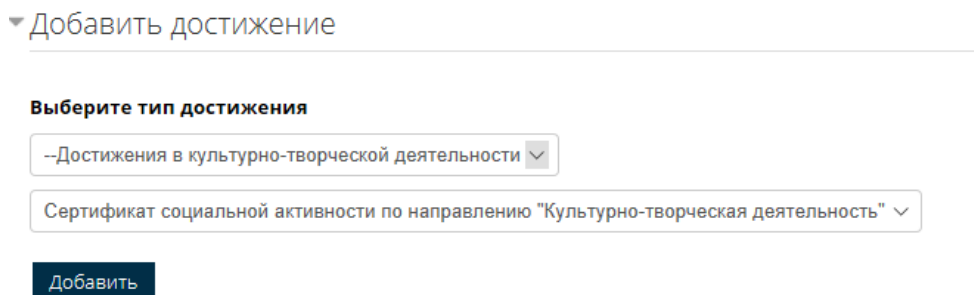 Добавить достижение
Выберите тип достижения
--Достижения в культурно-творческой деятельности
Сертификат социальной активности по направлению "Культурно-творческая деятельность"
Добавить